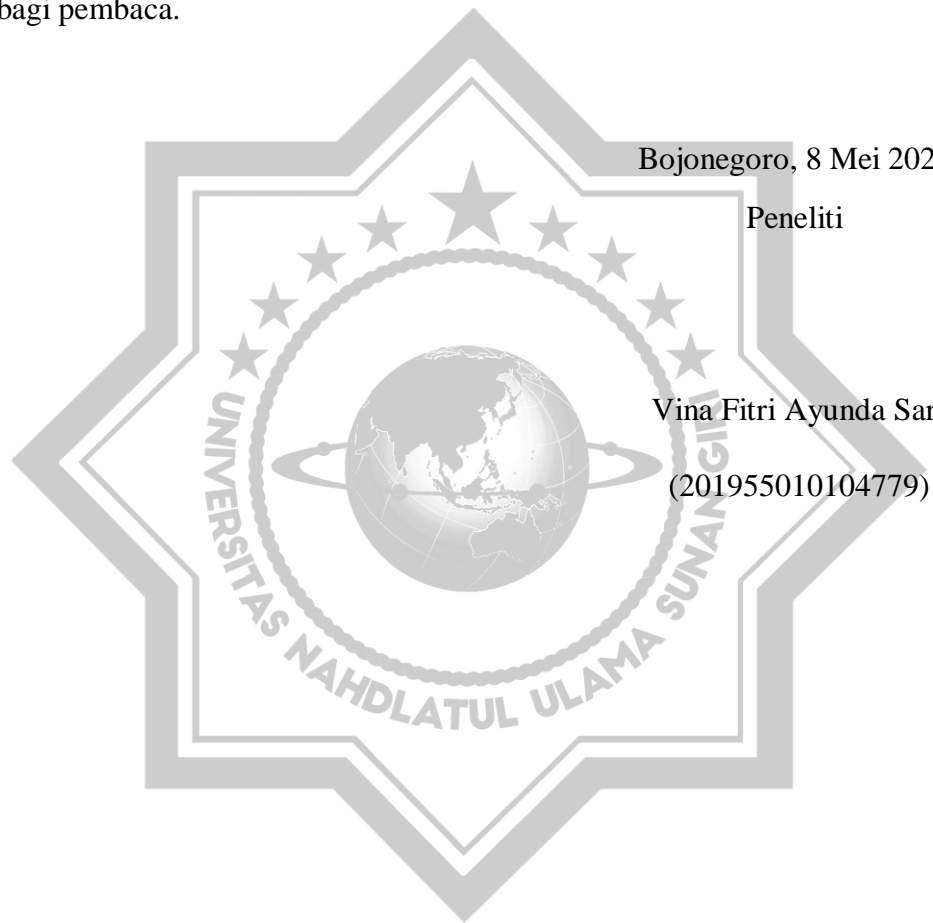 bagi pembaca.
Bojonegoro, 8 Mei 202
Peneliti
Vina Fitri Ayunda Sar
(201955010104779)
UNIVERSITAS NAHDLATUL ULAMA SUNAN GIRI